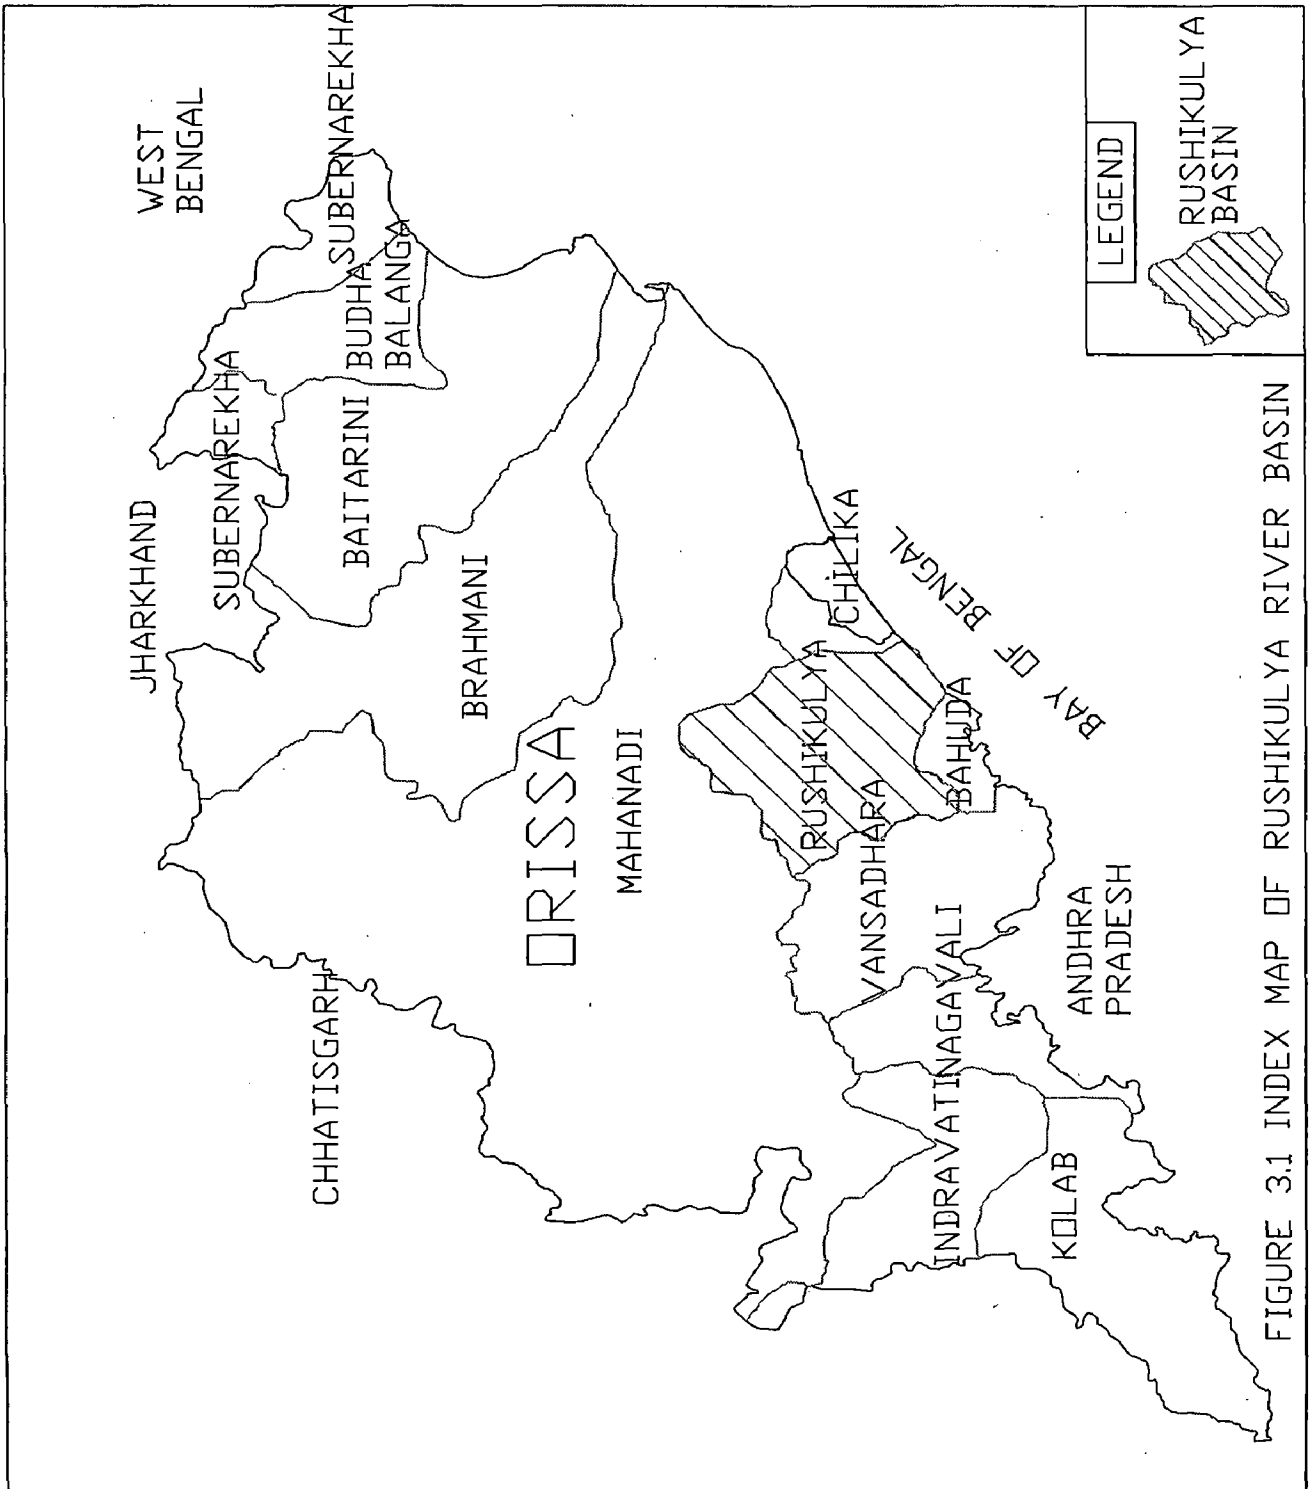 WEST
BENGAL
JHARKHAND
SUBERNAREKHA
SUBERNAREKHA
BUDHA
BALANGA
BAITARINI
CHHATISGARH
BRAHMANI
ORISSA
MAHANADI
RUSHIKULYA
CHILIKA
VANSADHARA
BAHUDA
INDRAVATI
NAGAVALI
KOLAB
BAY OF BENGAL
ANDHRA
PRADESH
LEGEND
RUSHIKULYA
BASIN
FIGURE 3.1 INDEX MAP OF RUSHIKULYA RIVER BASIN